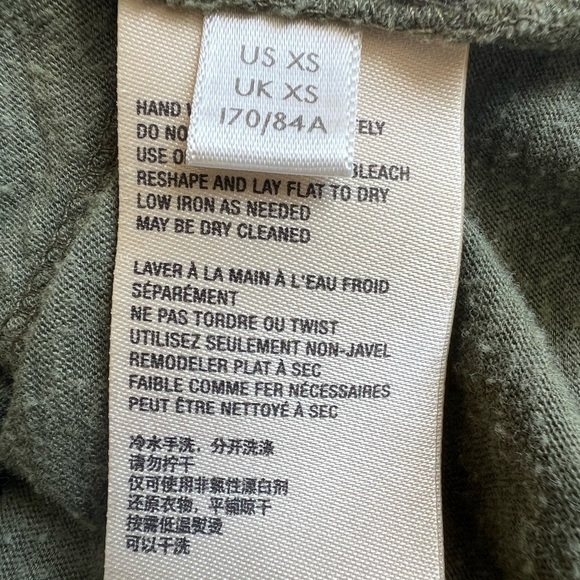 US XS
UK XS
170/84A
HAND ELY
DO NO
USE O BLEACH
RESHAPE AND LAY FLAT TO DRY
LOW IRON AS NEEDED
MAY BE DRY CLEANED
LAVER À LA MAIN À L'EAU FROID
SÉPARÉMENT
NE PAS TORDRE OU TWIST
UTILISEZ SEULEMENT NON-JAVEL
REMODELER PLAT À SEC
FAIBLE COMME FER NÉCESSAIRES
PEUT ÊTRE NETTOYÉ À SEC
冷水手洗，分开洗涤
请勿拧干
仅可使用非氯性漂白剂
还原衣物，平铺晾干
按需低温熨烫
可以干洗